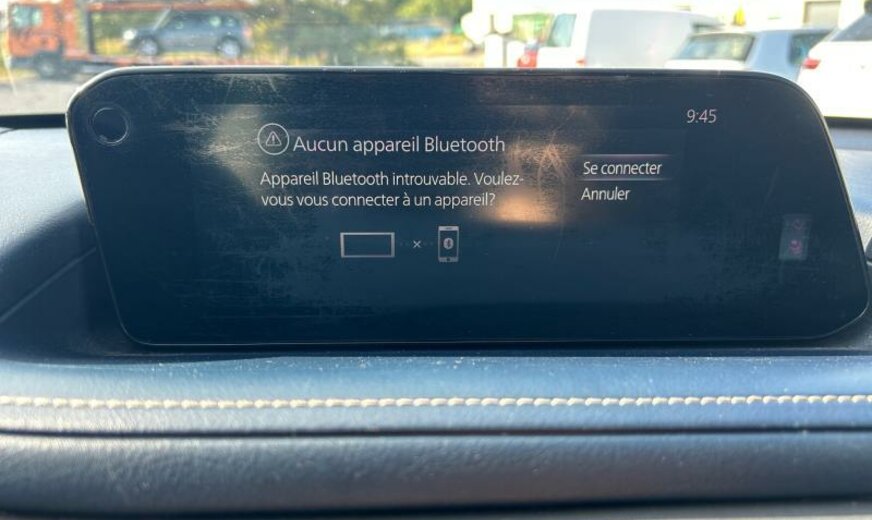 9:45
Aucun appareil Bluetooth
Appareil Bluetooth introuvable. Voulez-
vous vous connecter à un appareil?
Se connecter
Annuler